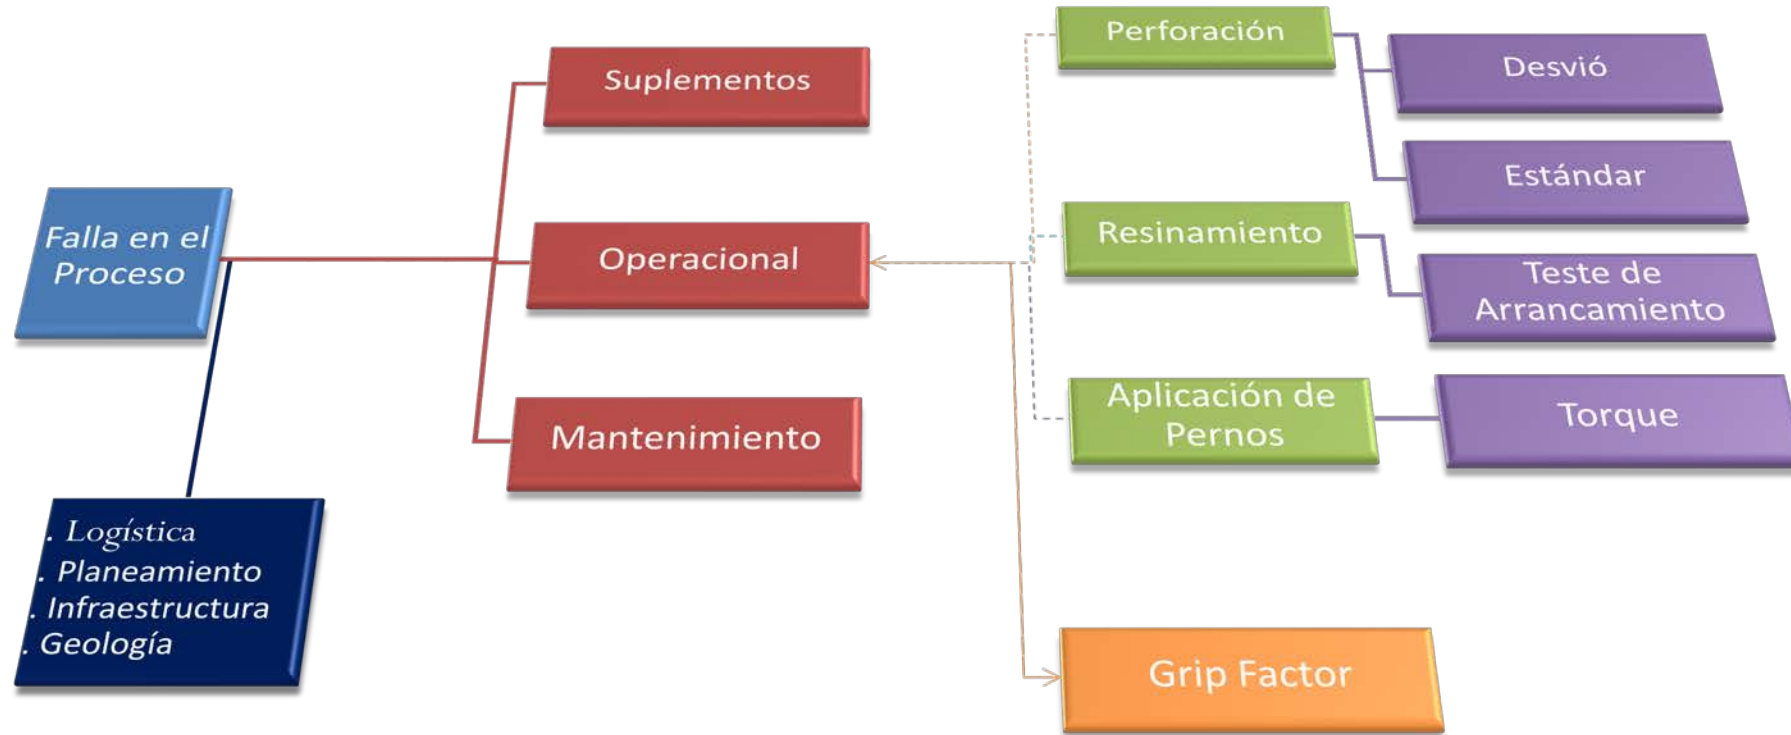 Falla en el
Proceso
. Logística
. Planeamiento
. Infraestructura
. Geología
Suplementos
Operacional
Mantenimiento
Perforación
Resinamiento
Aplicación de
Pernos
Grip Factor
Desvió
Estándar
Teste de
Arrancamiento
Torque